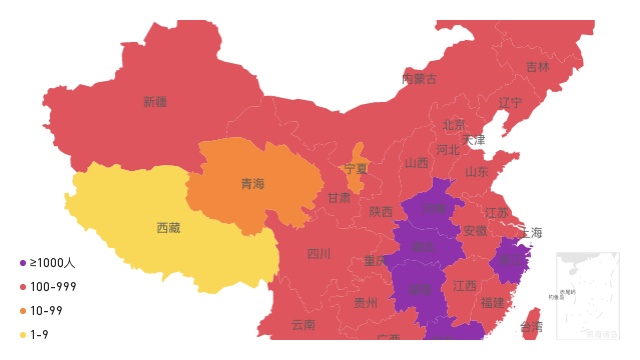 吉林
内蒙古
新疆
辽宁
北京
天津
河北
山西
宁夏
山东
青海
甘肃
陕西
河南
江苏
西藏
安徽
上海
四川
重庆
湖北
浙江
≥1000人
100-999
10-99
1-9
湖南
江西
贵州
福建
云南
台湾
广西
钓鱼岛
赤尾屿
南海诸岛